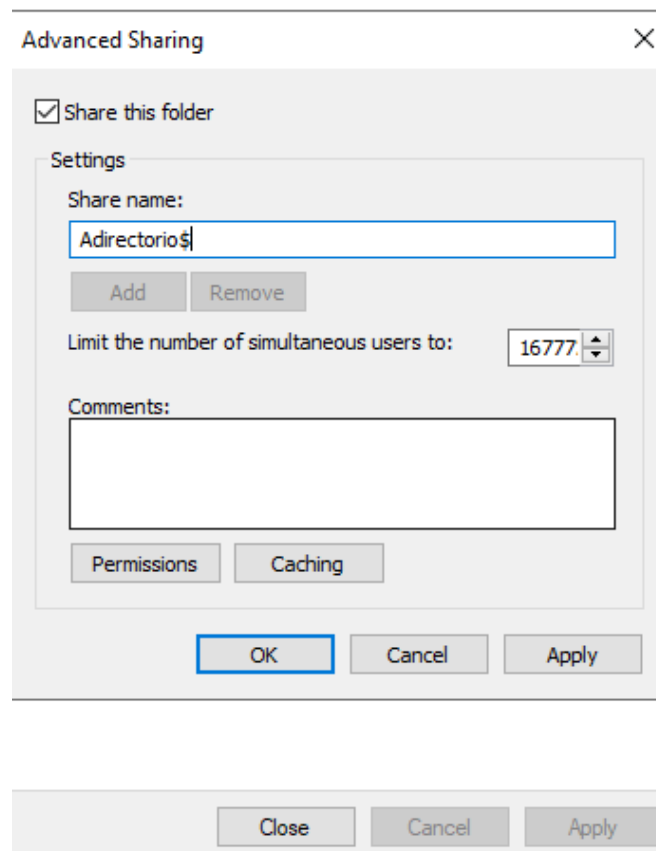 Advanced Sharing
Share this folder
Settings
Share name:
Adirectorio$
Add Remove
Limit the number of simultaneous users to: 16777
Comments:
Permissions Caching
OK Cancel Apply
Close Cancel Apply